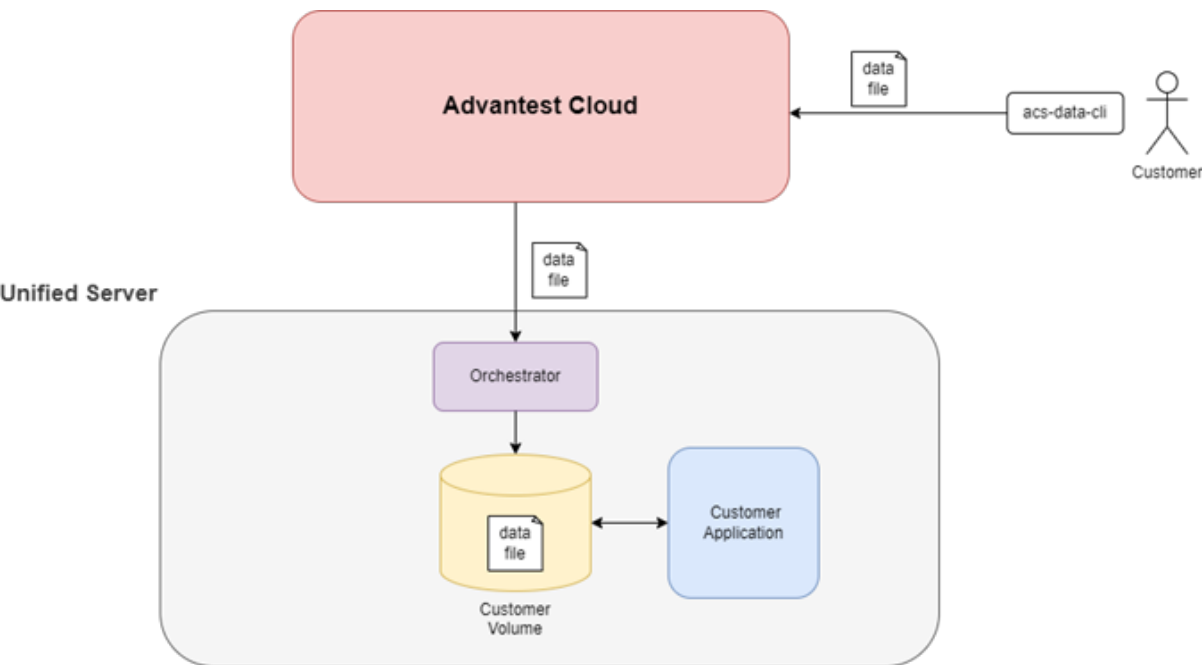 data
file
Advantest Cloud
acs-data-cli
Customer
data
file
Unified Server
Orchestrator
Customer
Application
data
file
Customer
Volume